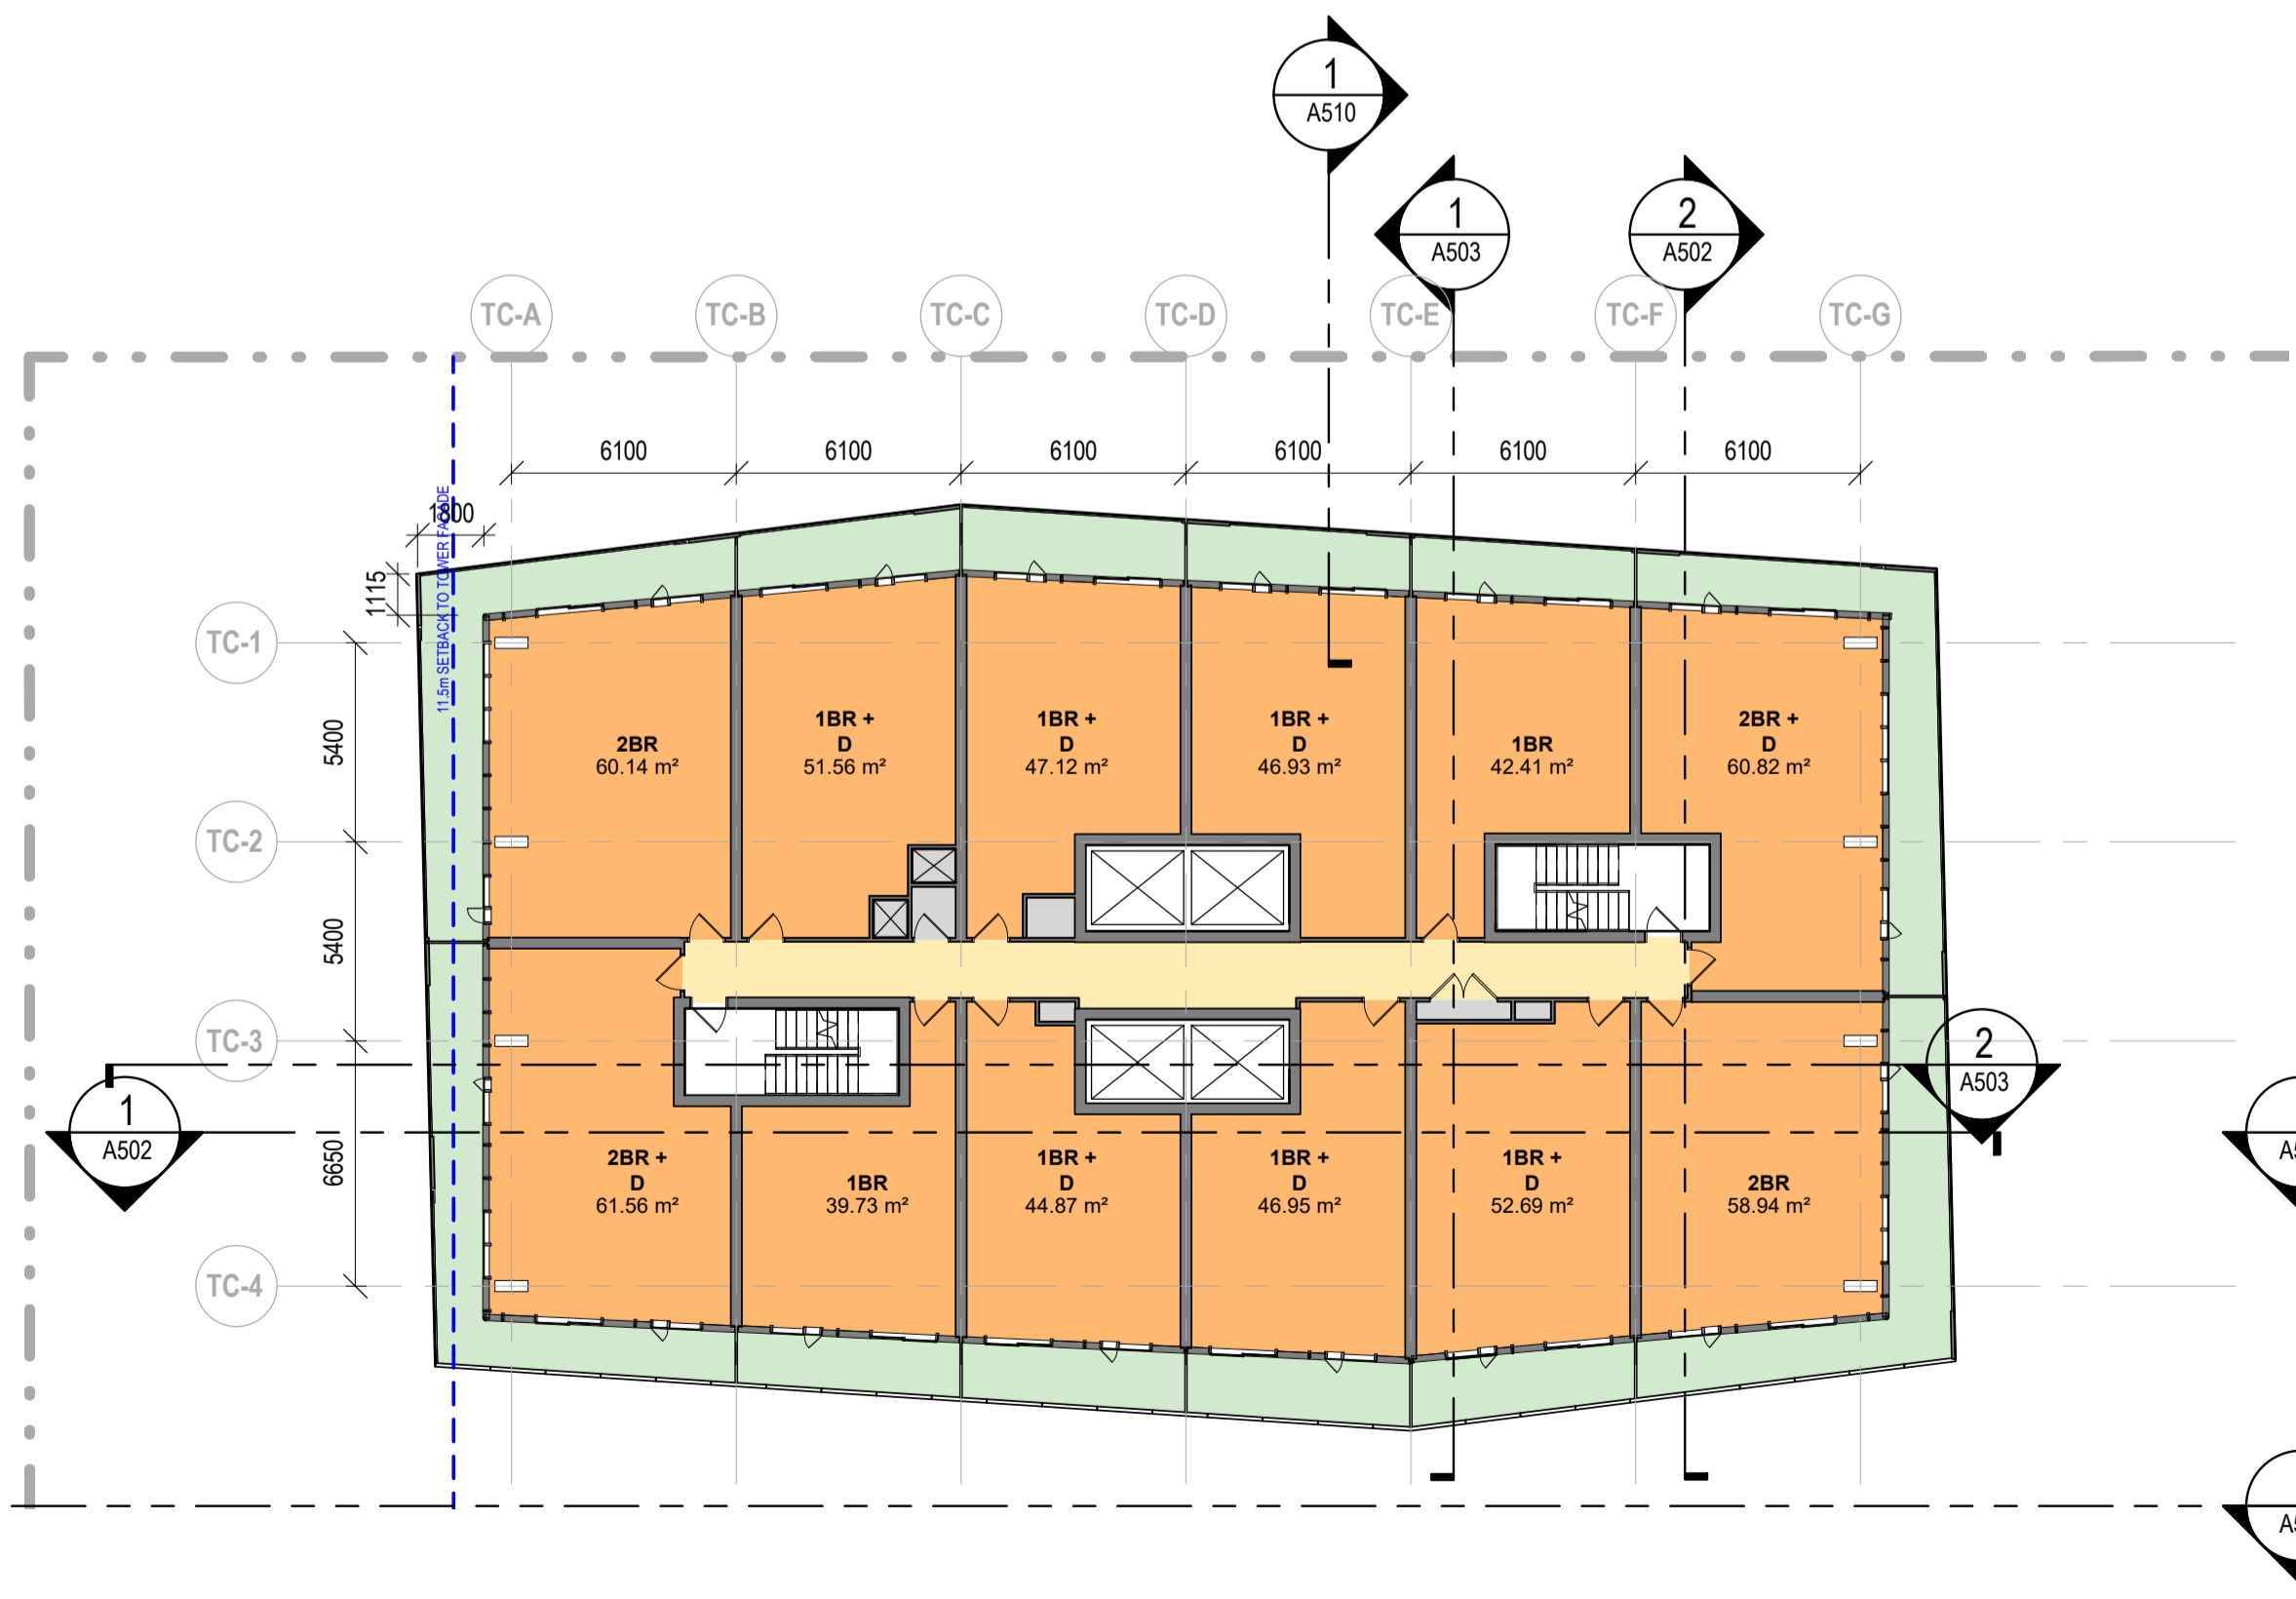 1
A510
1
A503
2
A502
TC-A
TC-B
TC-C
TC-D
TC-E
TC-F
TC-G
6100
6100
6100
6100
6100
6100
1800
11.5m SETBACK TO TOWER FACADE
1115
TC-1
5400
TC-2
5400
TC-3
6650
TC-4
2BR
60.14 m²
1BR +
D
51.56 m²
1BR +
D
47.12 m²
1BR +
D
46.93 m²
1BR
42.41 m²
2BR +
D
60.82 m²
2
A503
1
A502
2BR +
D
61.56 m²
1BR
39.73 m²
1BR +
D
44.87 m²
1BR +
D
46.95 m²
1BR +
D
52.69 m²
2BR
58.94 m²